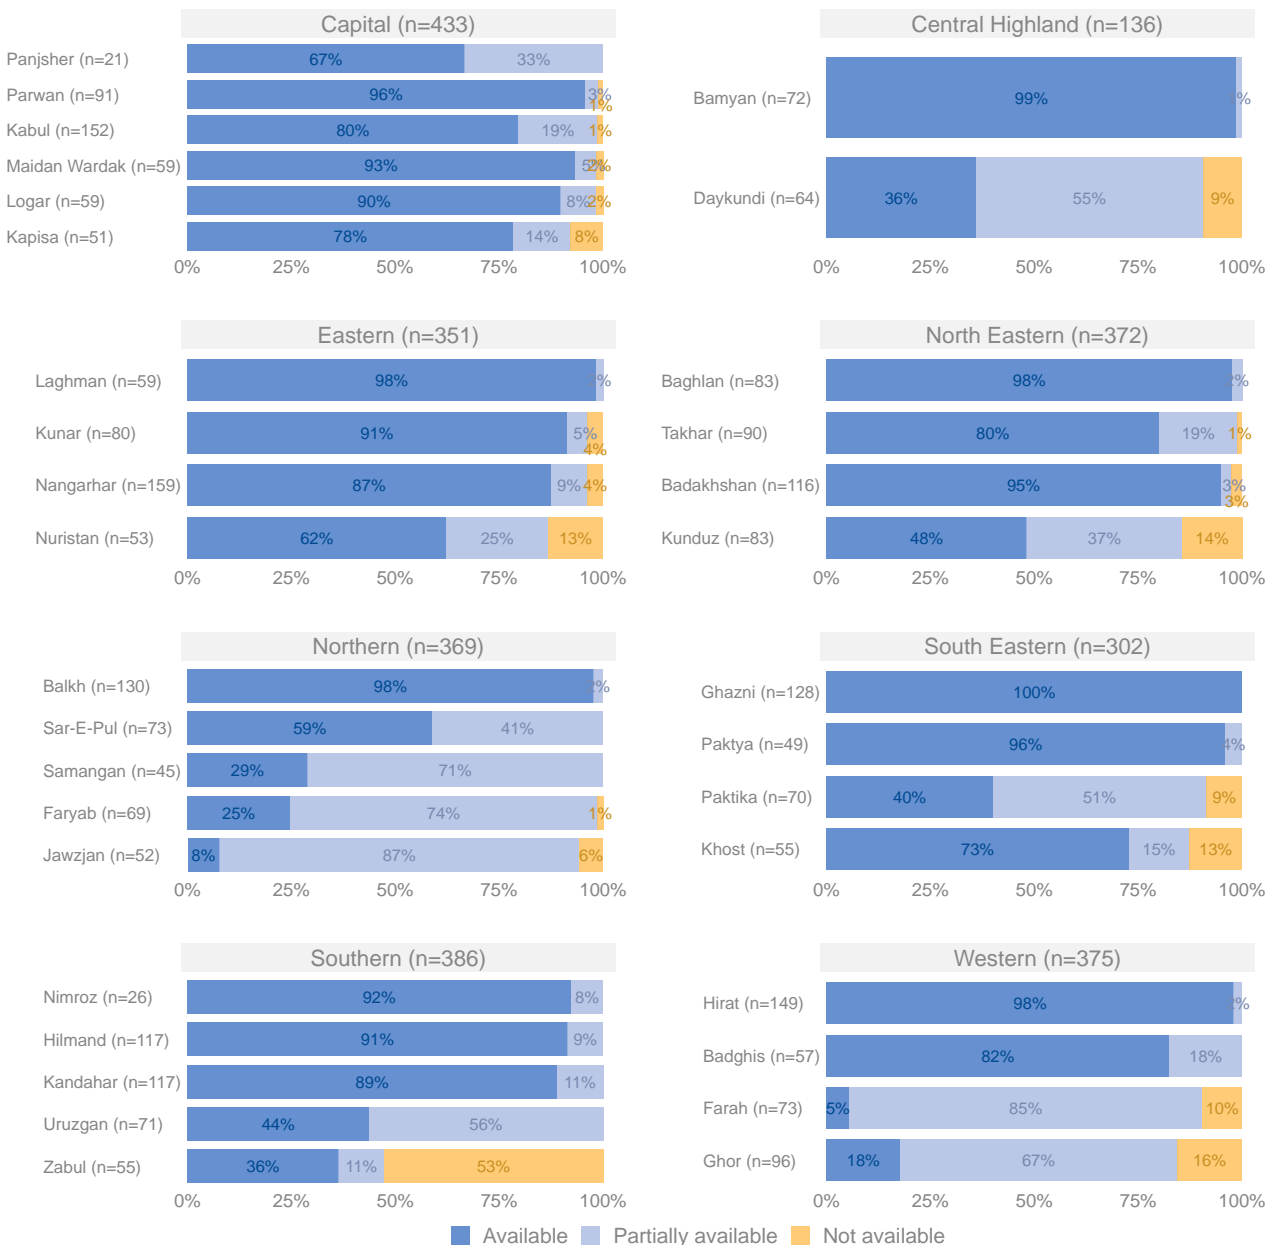 Capital (n=433)
Panjsher (n=21) 67% 33%
Parwan (n=91) 96% 3% 1%
Kabul (n=152) 80% 19% 1%
Maidan Wardak (n=59) 93% 5% 2%
Logar (n=59) 90% 8% 2%
Kapisa (n=51) 78% 14% 8%
0% 25% 50% 75% 100%
Central Highland (n=136)
Bamyan (n=72) 99%
Daykundi (n=64) 36% 55% 9%
0% 25% 50% 75% 100%
Eastern (n=351)
Laghman (n=59) 98%
Kunar (n=80) 91% 5% 4%
Nangarhar (n=159) 87% 9% 4%
Nuristan (n=53) 62% 25% 13%
0% 25% 50% 75% 100%
North Eastern (n=372)
Baghlan (n=83) 98% 2%
Takhar (n=90) 80% 19% 1%
Badakhshan (n=116) 95% 3% 3%
Kunduz (n=83) 48% 37% 14%
0% 25% 50% 75% 100%
Northern (n=369)
Balkh (n=130) 98% 2%
Sar-E-Pul (n=73) 59% 41%
Samangan (n=45) 29% 71%
Faryab (n=69) 25% 74% 1%
Jawzjan (n=52) 8% 87% 6%
0% 25% 50% 75% 100%
South Eastern (n=302)
Ghazni (n=128) 100%
Paktya (n=49) 96% 4%
Paktika (n=70) 40% 51% 9%
Khost (n=55) 73% 15% 13%
0% 25% 50% 75% 100%
Southern (n=386)
Nimroz (n=26) 92% 8%
Hilmand (n=117) 91% 9%
Kandahar (n=117) 89% 11%
Uruzgan (n=71) 44% 56%
Zabul (n=55) 36% 11% 53%
0% 25% 50% 75% 100%
Western (n=375)
Hirat (n=149) 98% 2%
Badghis (n=57) 82% 18%
Farah (n=73) 5% 85% 10%
Ghor (n=96) 18% 67% 16%
0% 25% 50% 75% 100%
Available Partially available Not available